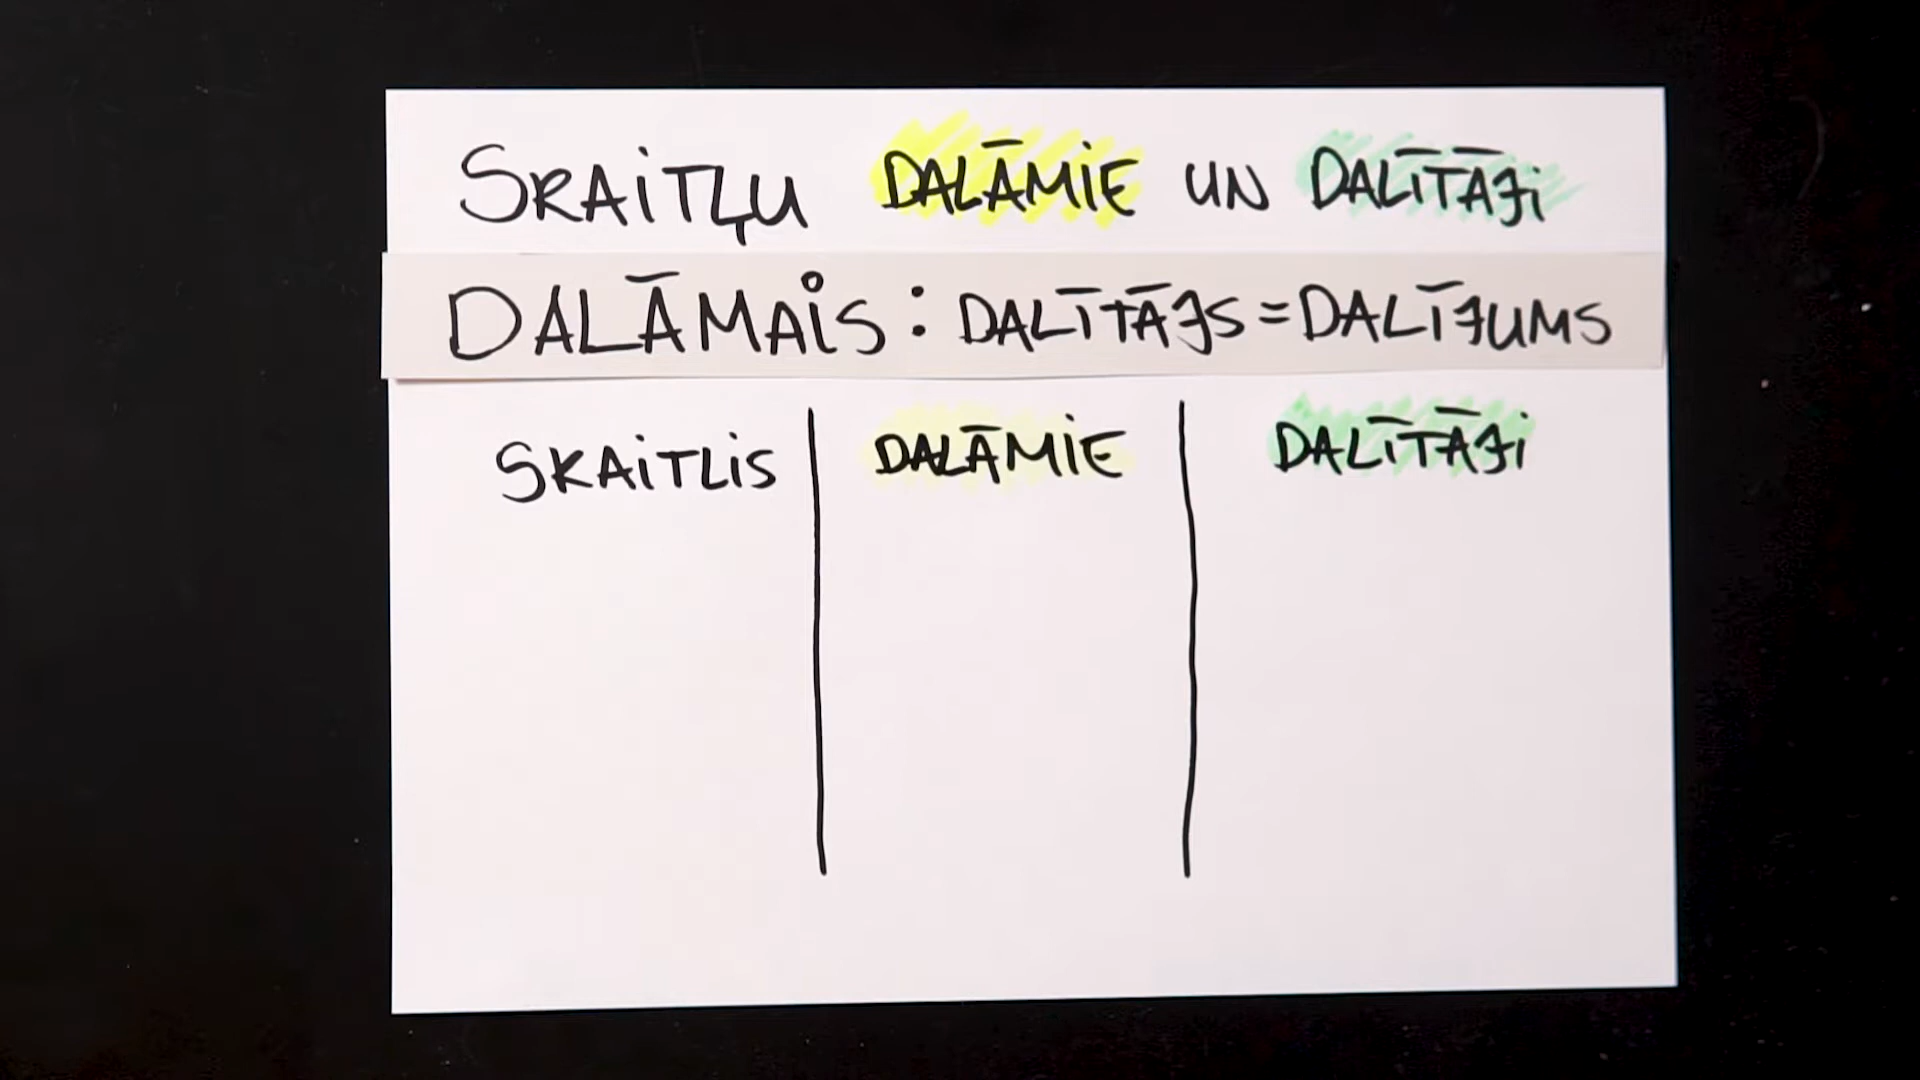 SKAITĻU DALĀMIE UN DALĪTĀJI
DALĀMAIS : DALĪTĀJS = DALĪJUMS
SKAITLIS DALĀMIE DALĪTĀJI